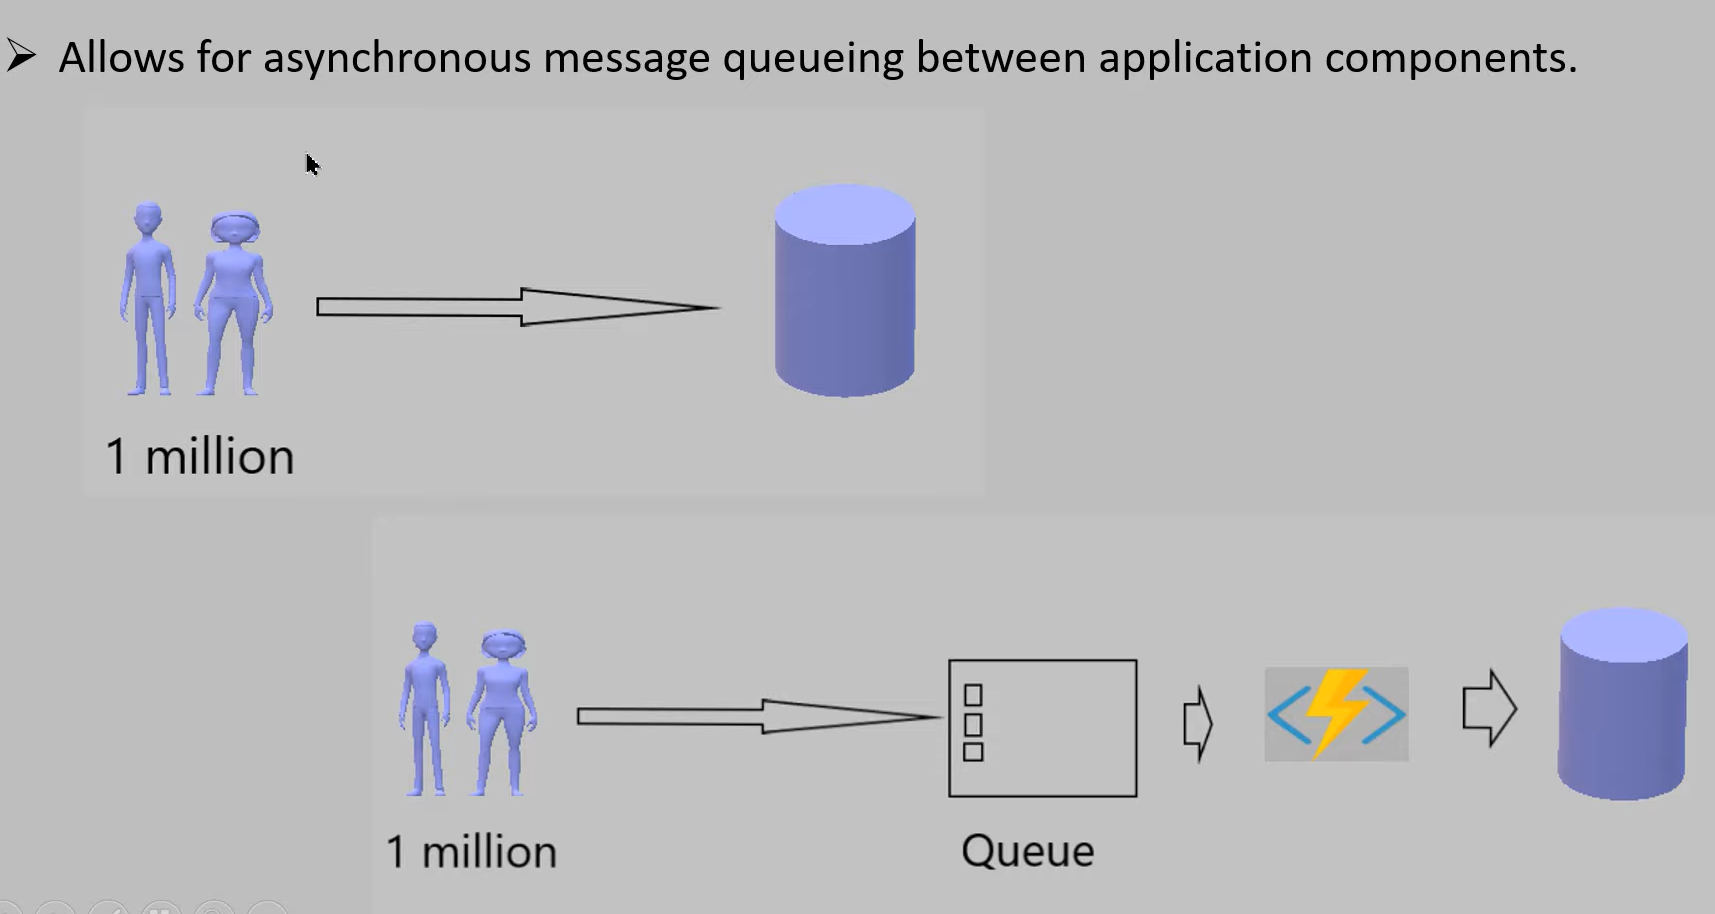 Allows for asynchronous message queueing between application components.
1 million
1 million
Queue